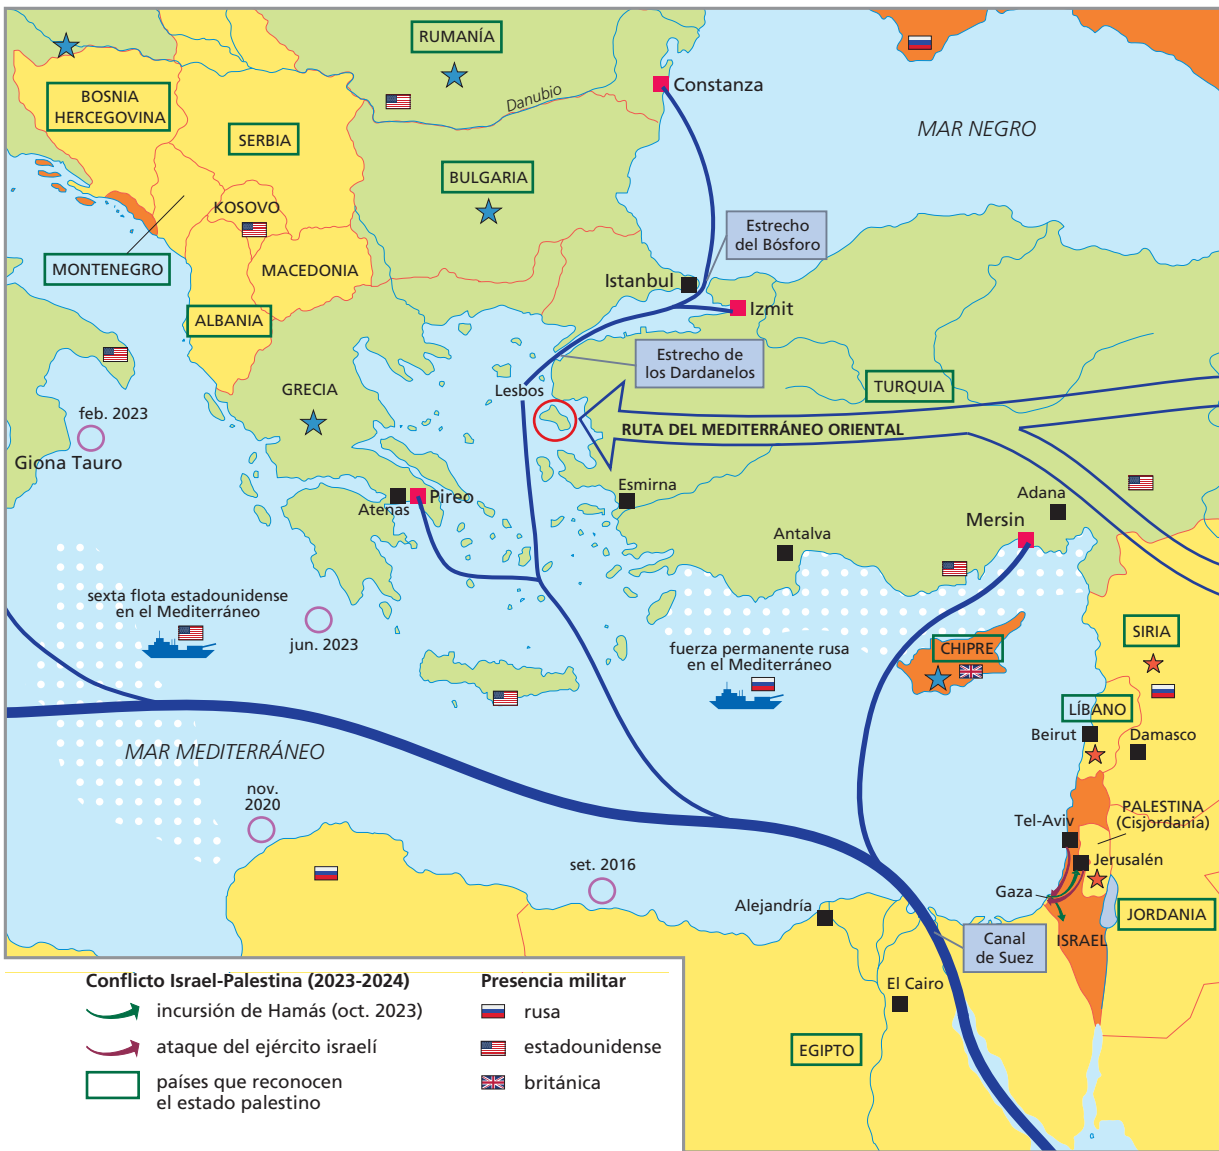 RUMANÍA
BOSNIA
HERCEGOVINA
SERBIA
Danubio
Constanza
MAR NEGRO
BULGARIA
KOSOVO
MONTENEGRO
MACEDONIA
ALBANIA
Estrecho
del Bósforo
Istanbul
Izmit
Estrecho de
los Dardanelos
GRECIA
Lesbos
TURQUIA
RUTA DEL MEDITERRÁNEO ORIENTAL
feb. 2023
Giona Tauro
Atenas
Pireo
Esmirna
Antalva
Adana
Mersin
sexta flota estadounidense
en el Mediterráneo
jun. 2023
fuerza permanente rusa
en el Mediterráneo
CHIPRE
SIRIA
LÍBANO
Beirut
Damasco
MAR MEDITERRÁNEO
nov.
2020
set. 2016
PALESTINA
(Cisjordania)
Tel-Aviv
Jerusalén
Gaza
ISRAEL
JORDANIA
Alejandría
Canal
de Suez
El Cairo
EGIPTO
Conflicto Israel-Palestina (2023-2024)
incursión de Hamás (oct. 2023)
ataque del ejército israelí
países que reconocen
el estado palestino
Presencia militar
rusa
estadounidense
británica